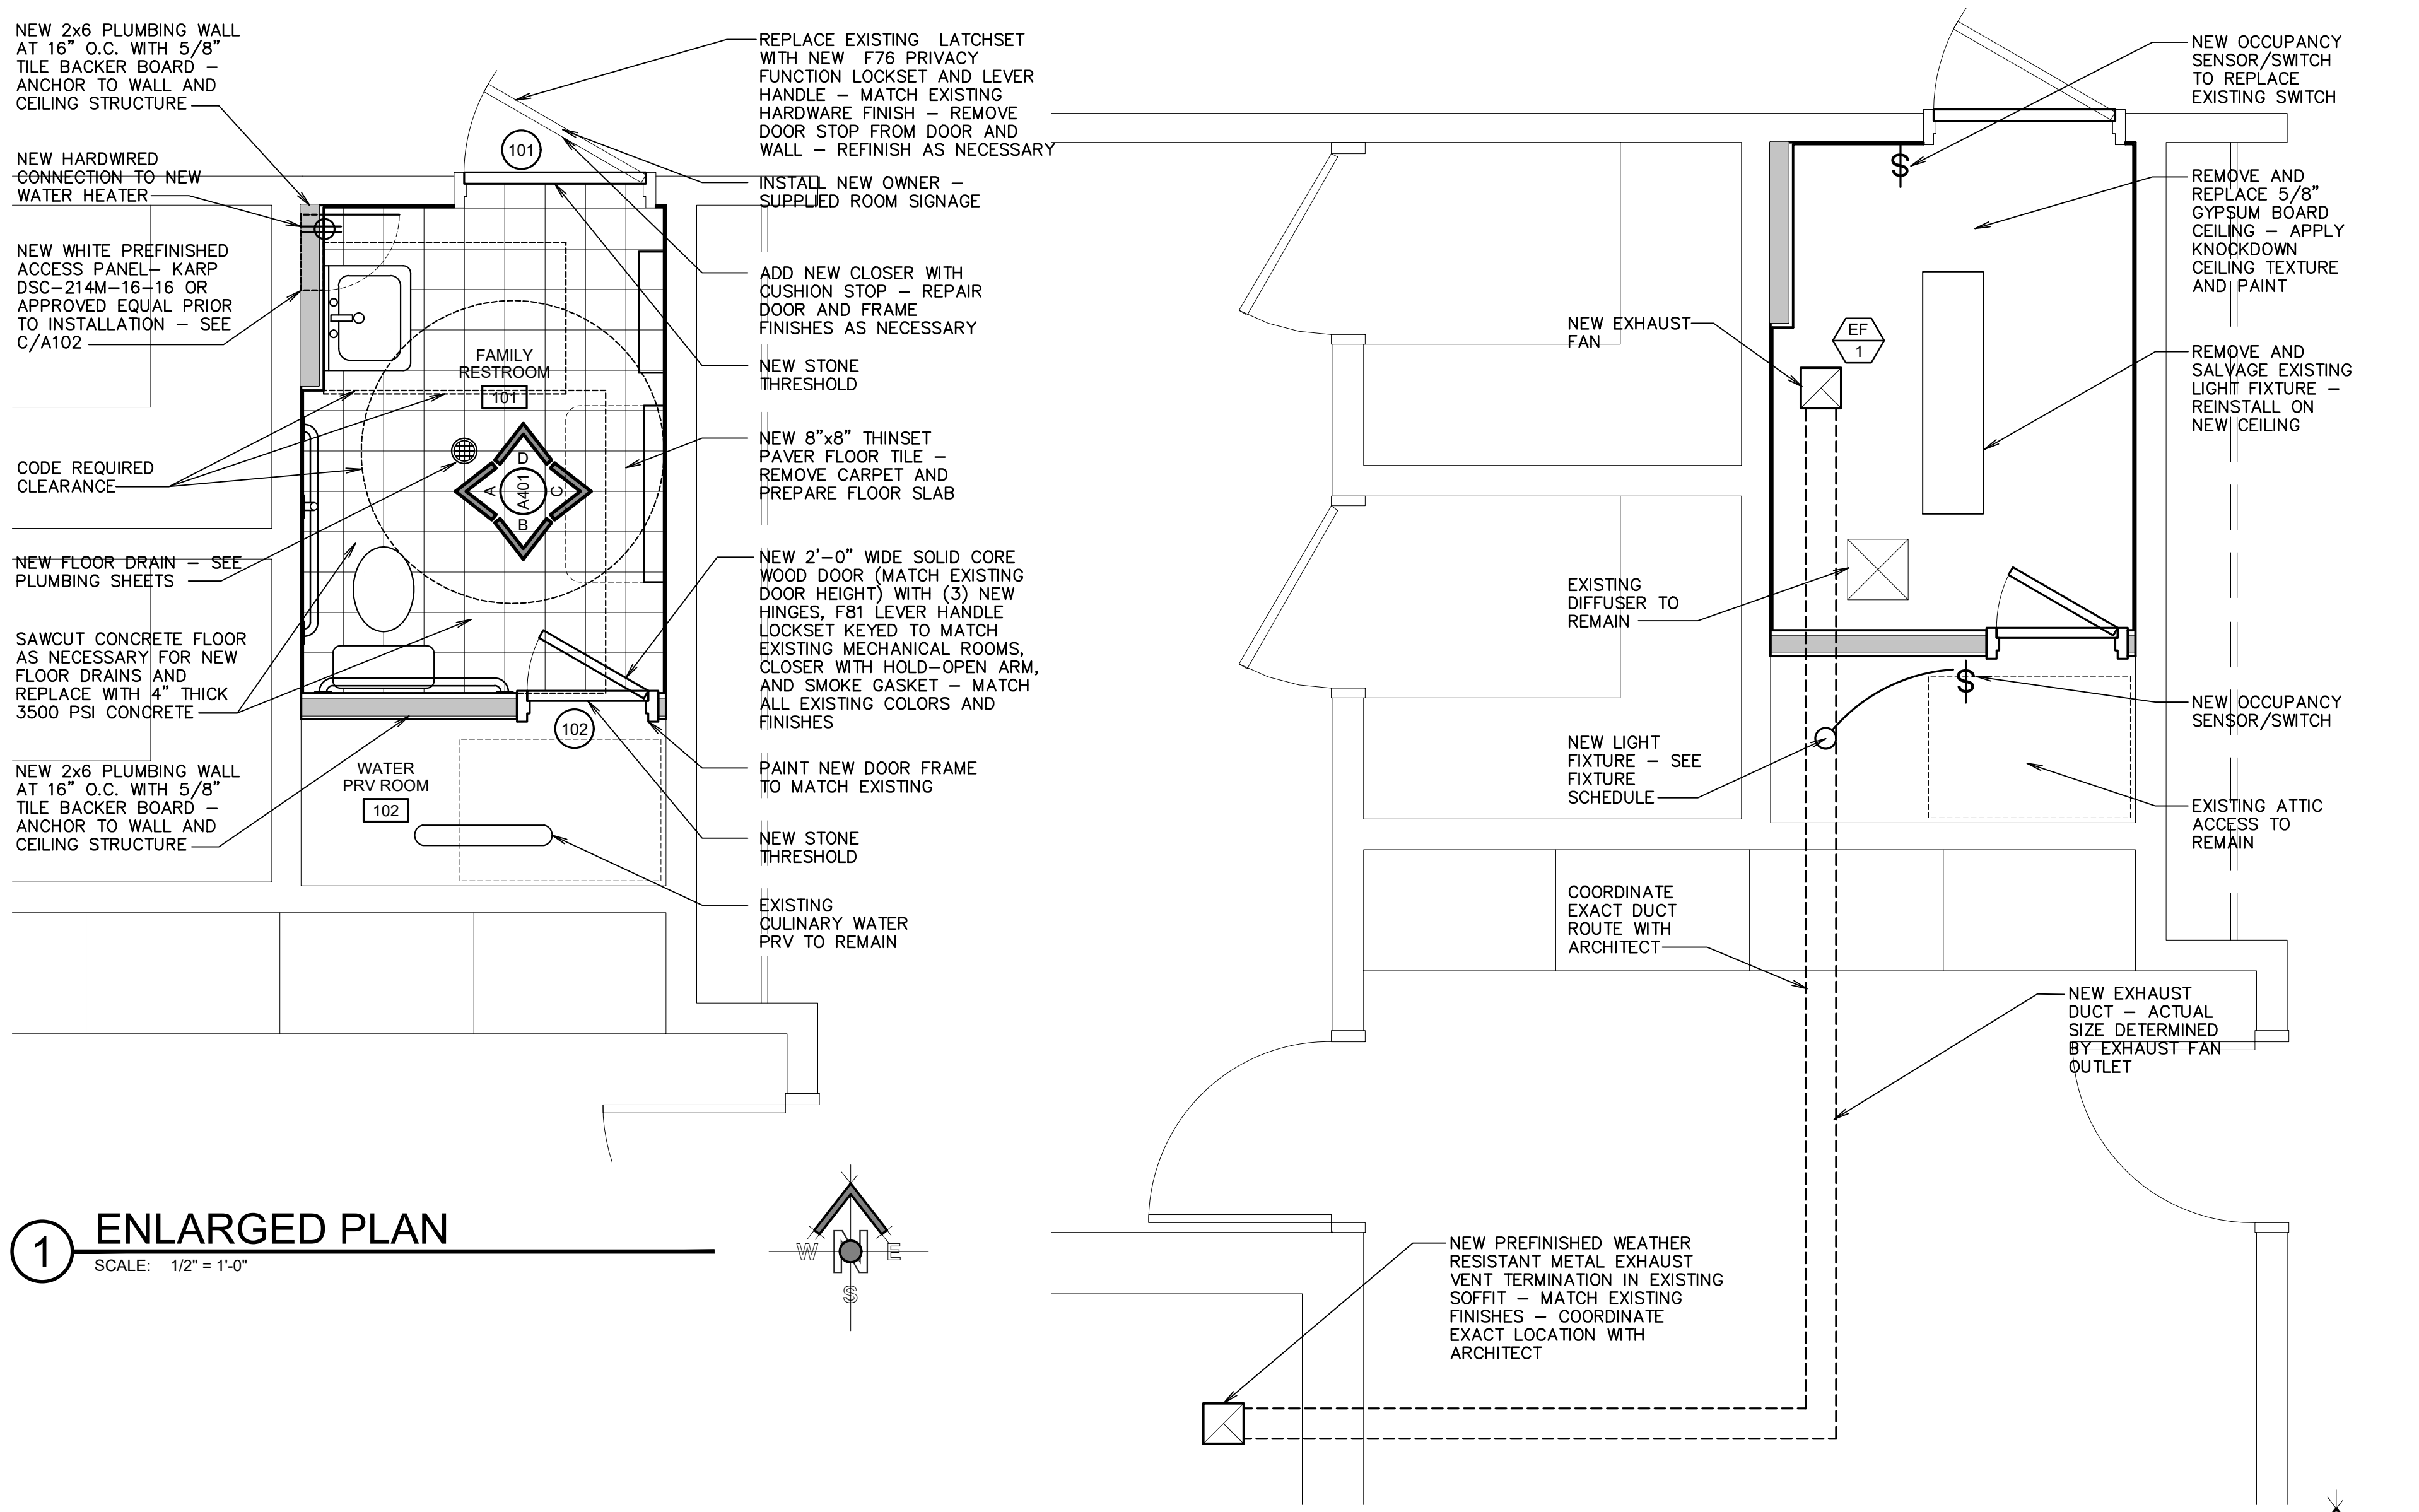 NEW 2x6 PLUMBING WALL
AT 16” O.C. WITH 5/8”
TILE BACKER BOARD –
ANCHOR TO WALL AND
CEILING STRUCTURE
NEW HARDWIRED
CONNECTION TO NEW
WATER HEATER
NEW WHITE PREFINISHED
ACCESS PANEL– KARP
DSC–214M–16–16 OR
APPROVED EQUAL PRIOR
TO INSTALLATION – SEE
C/A102
CODE REQUIRED
CLEARANCE
NEW FLOOR DRAIN – SEE
PLUMBING SHEETS
SAWCUT CONCRETE FLOOR
AS NECESSARY FOR NEW
FLOOR DRAINS AND
REPLACE WITH 4” THICK
3500 PSI CONCRETE
NEW 2x6 PLUMBING WALL
AT 16” O.C. WITH 5/8”
TILE BACKER BOARD –
ANCHOR TO WALL AND
CEILING STRUCTURE
101
FAMILY
RESTROOM
101
D
A
A401
C
B
102
WATER
PRV ROOM
102
REPLACE EXISTING LATCHSET
WITH NEW F76 PRIVACY
FUNCTION LOCKSET AND LEVER
HANDLE – MATCH EXISTING
HARDWARE FINISH – REMOVE
DOOR STOP FROM DOOR AND
WALL – REFINISH AS NECESSARY
INSTALL NEW OWNER –
SUPPLIED ROOM SIGNAGE
ADD NEW CLOSER WITH
CUSHION STOP – REPAIR
DOOR AND FRAME
FINISHES AS NECESSARY
NEW STONE
THRESHOLD
NEW 8”x8” THINSET
PAVER FLOOR TILE –
REMOVE CARPET AND
PREPARE FLOOR SLAB
NEW 2’–0” WIDE SOLID CORE
WOOD DOOR (MATCH EXISTING
DOOR HEIGHT) WITH (3) NEW
HINGES, F81 LEVER HANDLE
LOCKSET KEYED TO MATCH
EXISTING MECHANICAL ROOMS,
CLOSER WITH HOLD–OPEN ARM,
AND SMOKE GASKET – MATCH
ALL EXISTING COLORS AND
FINISHES
PAINT NEW DOOR FRAME
TO MATCH EXISTING
NEW STONE
THRESHOLD
EXISTING
CULINARY WATER
PRV TO REMAIN
1
ENLARGED PLAN
SCALE: 1/2" = 1'-0"
W
N
E
S
NEW OCCUPANCY
SENSOR/SWITCH
TO REPLACE
EXISTING SWITCH
$
REMOVE AND
REPLACE 5/8”
GYPSUM BOARD
CEILING – APPLY
KNOCKDOWN
CEILING TEXTURE
AND PAINT
NEW EXHAUST
FAN
EF
1
REMOVE AND
SALVAGE EXISTING
LIGHT FIXTURE –
REINSTALL ON
NEW CEILING
EXISTING
DIFFUSER TO
REMAIN
$
NEW OCCUPANCY
SENSOR/SWITCH
NEW LIGHT
FIXTURE – SEE
FIXTURE
SCHEDULE
EXISTING ATTIC
ACCESS TO
REMAIN
COORDINATE
EXACT DUCT
ROUTE WITH
ARCHITECT
NEW EXHAUST
DUCT – ACTUAL
SIZE DETERMINED
BY EXHAUST FAN
OUTLET
NEW PREFINISHED WEATHER
RESISTANT METAL EXHAUST
VENT TERMINATION IN EXISTING
SOFFIT – MATCH EXISTING
FINISHES – COORDINATE
EXACT LOCATION WITH
ARCHITECT